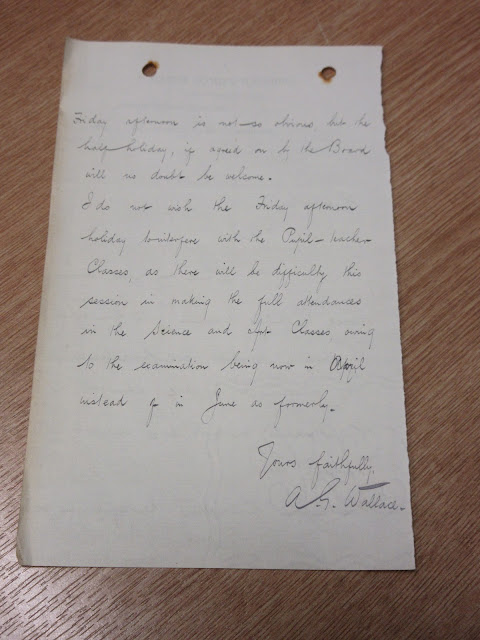 Friday afternoon is not so obvious, but the
half holiday, if agreed on by the Board
will no doubt be welcome.
I do not wish the Friday afternoon
holiday to interfere with the Pupil-teacher
Classes, as there will be difficulty this
session in making the full attendances
in the Science and Art Classes, owing
to the examination being now in April
instead of in June as formerly.
Yours faithfully,
A. G. Wallace.